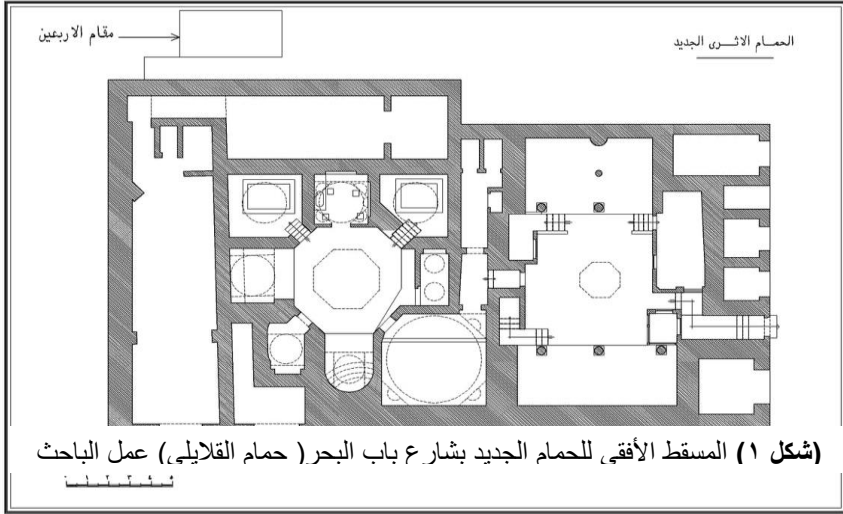 مقام الاربعين
الحمام الاثرى الجديد
(شكل ١) المسقط الأفقي للحمام الجديد بشارع باب البحر( حمام القلايلي) عمل الباحث